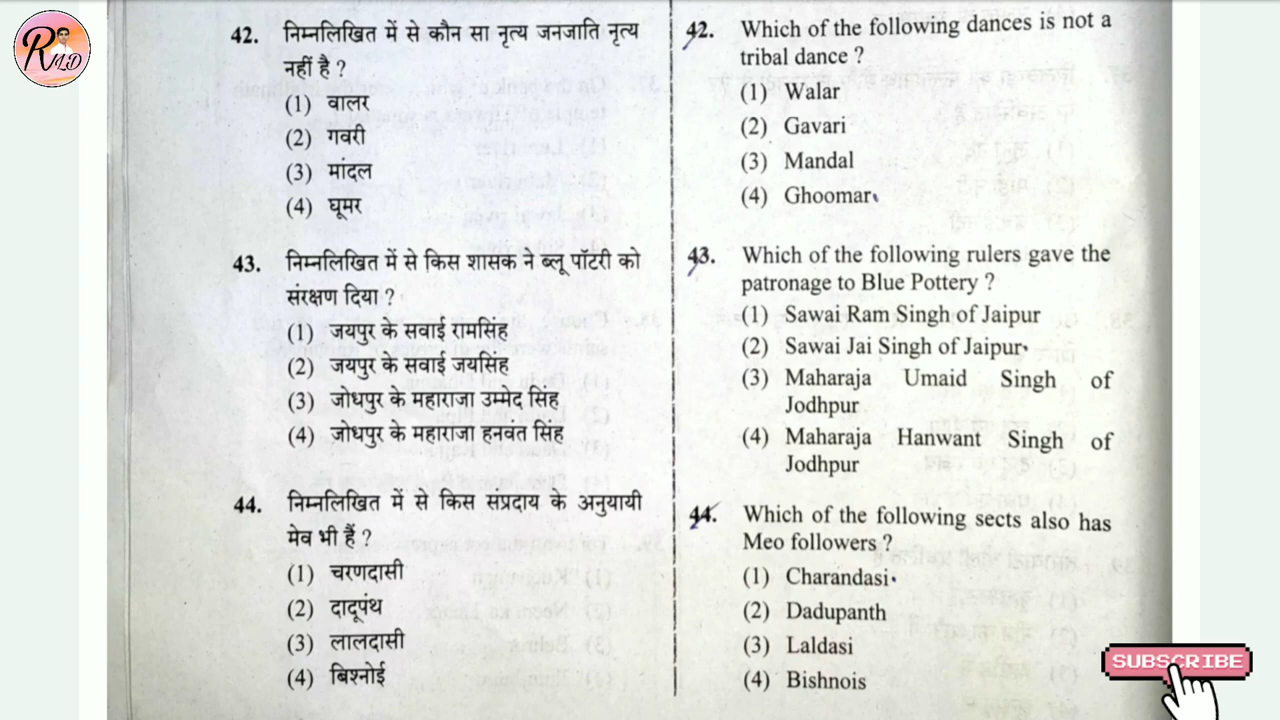 RMD
42. निम्नलिखित में से कौन सा नृत्य जनजाति नृत्य
नहीं है ?
(1) वालर
(2) गवरी
(3) मांदल
(4) घूमर
43. निम्नलिखित में से किस शासक ने ब्लू पॉटरी को
संरक्षण दिया ?
(1) जयपुर के सवाई रामसिंह
(2) जयपुर के सवाई जयसिंह
(3) जोधपुर के महाराजा उम्मेद सिंह
(4) जोधपुर के महाराजा हनवंत सिंह
44. निम्नलिखित में से किस संप्रदाय के अनुयायी
मेव भी हैं ?
(1) चरणदासी
(2) दादूपंथ
(3) लालदासी
(4) बिश्नोई
42. Which of the following dances is not a
tribal dance ?
(1) Walar
(2) Gavari
(3) Mandal
(4) Ghoomar
43. Which of the following rulers gave the
patronage to Blue Pottery ?
(1) Sawai Ram Singh of Jaipur
(2) Sawai Jai Singh of Jaipur
(3) Maharaja Umaid Singh of
Jodhpur
(4) Maharaja Hanwant Singh of
Jodhpur
44. Which of the following sects also has
Meo followers ?
(1) Charandasi
(2) Dadupanth
(3) Laldasi
(4) Bishnois
SUBSCRIBE